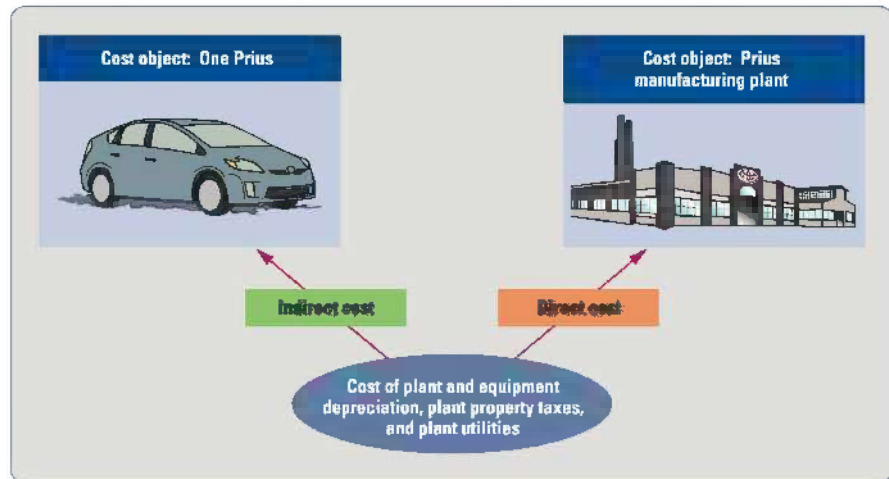 Cost object: One Prius
Cost object: Prius
manufacturing plant
Indirect cost
Direct cost
Cost of plant and equipment
depreciation, plant property taxes,
and plant utilities